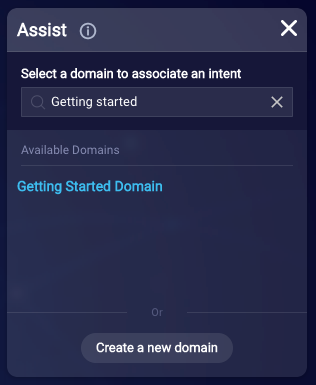 Assist
Select a domain to associate an intent
Getting started
Available Domains
Getting Started Domain
Or
Create a new domain